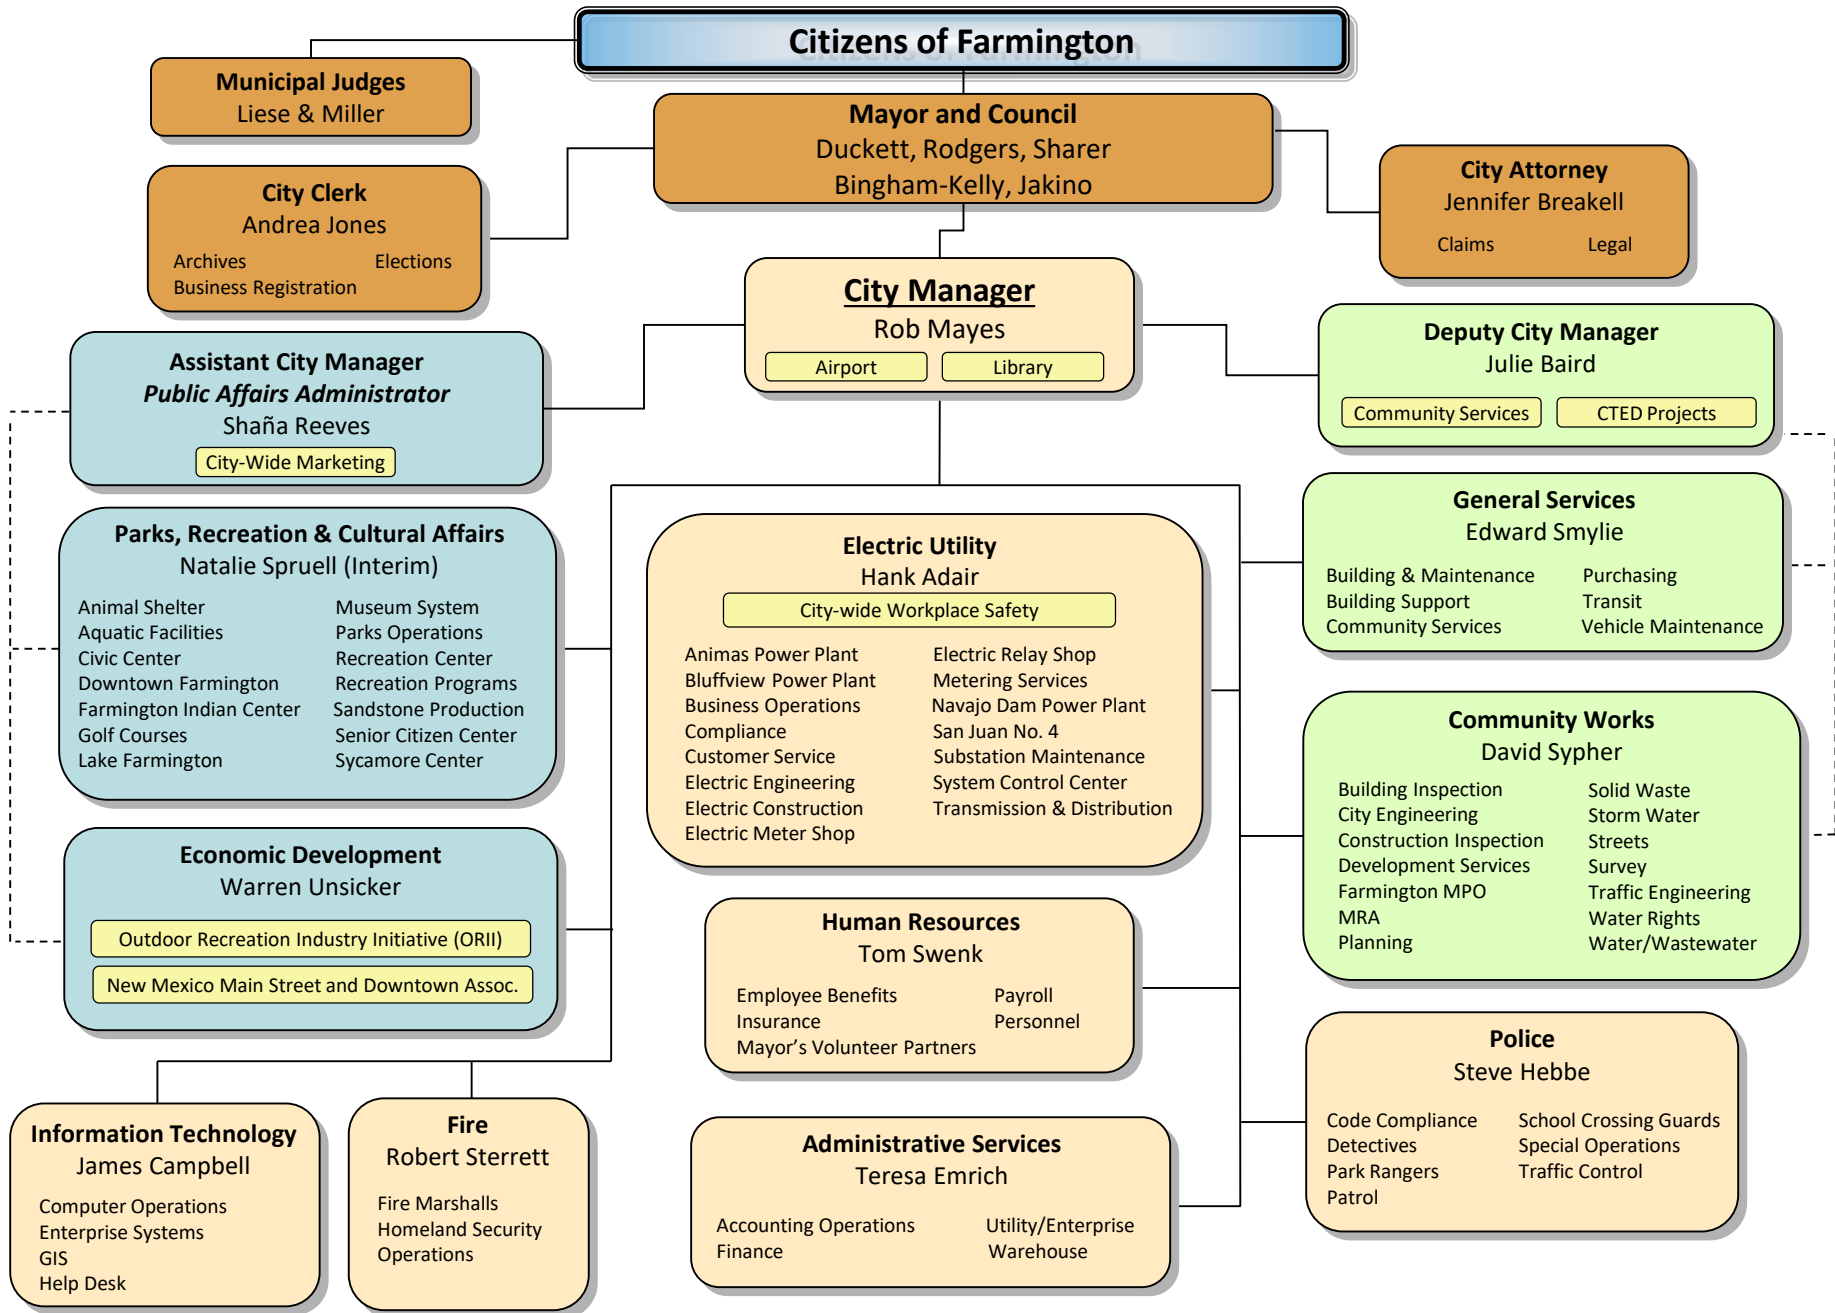 Citizens of Farmington
Municipal Judges
Liese & Miller
Mayor and Council
Duckett, Rodgers, Sharer
Bingham-Kelly, Jakino
City Clerk
Andrea Jones
Archives Elections
Business Registration
City Attorney
Jennifer Breakell
Claims Legal
City Manager
Rob Mayes
Airport Library
Assistant City Manager
Public Affairs Administrator
Shaña Reeves
City-Wide Marketing
Deputy City Manager
Julie Baird
Community Services CTED Projects
Parks, Recreation & Cultural Affairs
Natalie Spruell (Interim)
Animal Shelter Museum System
Aquatic Facilities Parks Operations
Civic Center Recreation Center
Downtown Farmington Recreation Programs
Farmington Indian Center Sandstone Production
Golf Courses Senior Citizen Center
Lake Farmington Sycamore Center
Electric Utility
Hank Adair
City-wide Workplace Safety
Animas Power Plant Electric Relay Shop
Bluffview Power Plant Metering Services
Business Operations Navajo Dam Power Plant
Compliance San Juan No. 4
Customer Service Substation Maintenance
Electric Engineering System Control Center
Electric Construction Transmission & Distribution
Electric Meter Shop
General Services
Edward Smylie
Building & Maintenance Purchasing
Building Support Transit
Community Services Vehicle Maintenance
Community Works
David Sypher
Building Inspection Solid Waste
City Engineering Storm Water
Construction Inspection Streets
Development Services Survey
Farmington MPO Traffic Engineering
MRA Water Rights
Planning Water/Wastewater
Economic Development
Warren Unsicker
Outdoor Recreation Industry Initiative (ORII)
New Mexico Main Street and Downtown Assoc.
Human Resources
Tom Swenk
Employee Benefits Payroll
Insurance Personnel
Mayor’s Volunteer Partners
Police
Steve Hebbe
Code Compliance School Crossing Guards
Detectives Special Operations
Park Rangers Traffic Control
Patrol
Information Technology
James Campbell
Computer Operations
Enterprise Systems
GIS
Help Desk
Fire
Robert Sterrett
Fire Marshalls
Homeland Security
Operations
Administrative Services
Teresa Emrich
Accounting Operations Utility/Enterprise
Finance Warehouse